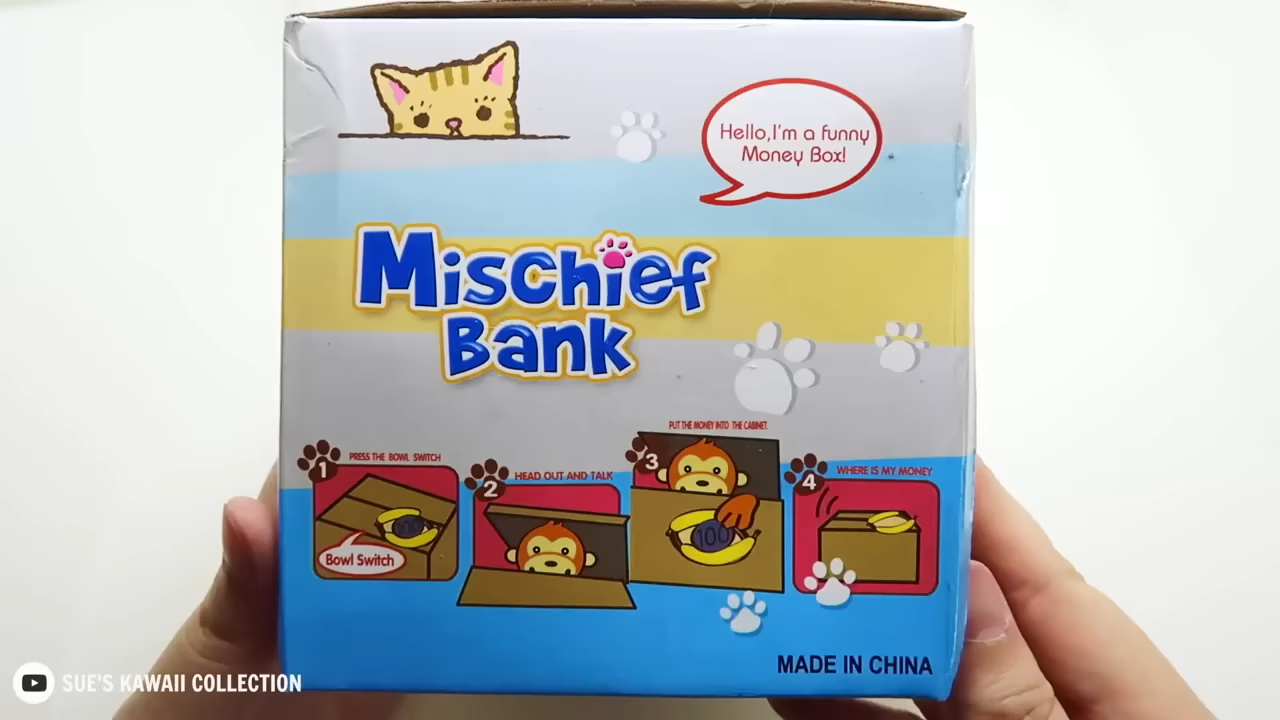 Hello,I'm a funny
Money Box!
Mischief
Bank
1
PRESS THE BOWL SWITCH
Bowl Switch
2
HEAD OUT AND TALK
3
PUT THE MONEY INTO THE CABINET.
100
4
WHERE IS MY MONEY
MADE IN CHINA
SUE'S KAWAII COLLECTION